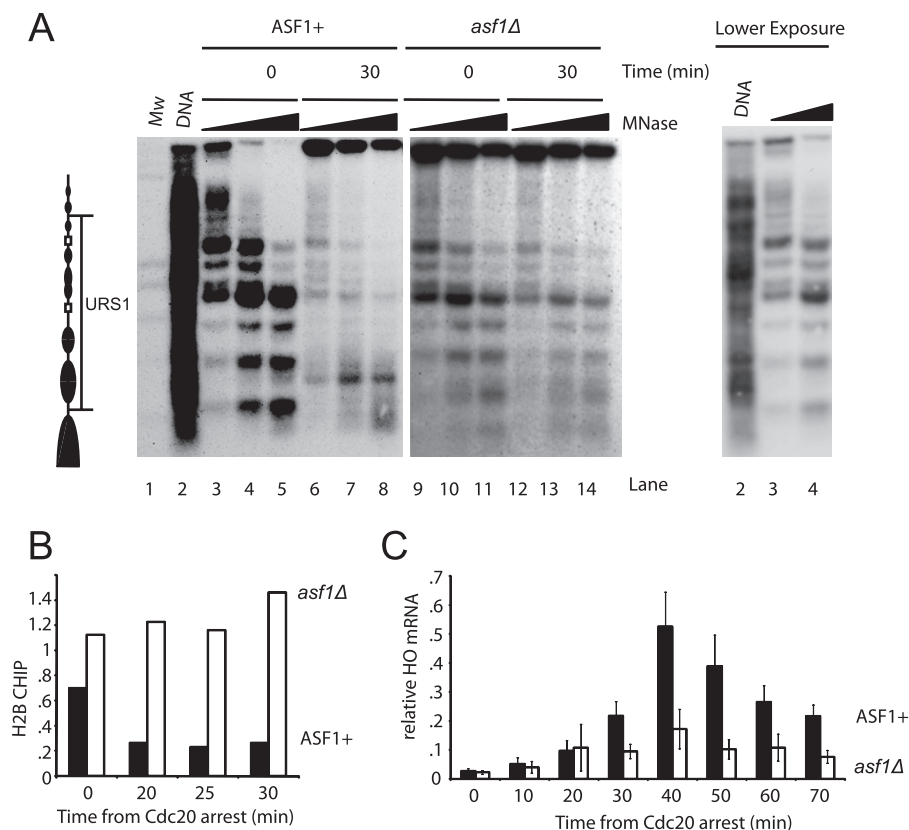 A
ASF1+ asf1Δ Lower Exposure
0 30 0 30 Time (min)
Mw DNA MNase DNA
URS1
1 2 3 4 5 6 7 8 9 10 11 12 13 14 Lane 2 3 4
B
H2B CHIP
1.4
1.2
1
.8
.6
.4
.2
0
asf1Δ
ASF1+
0 20 25 30
Time from Cdc20 arrest (min)
C
relative HO mRNA
.7
.6
.5
.4
.3
.2
.1
0
ASF1+
asf1Δ
0 10 20 30 40 50 60 70
Time from Cdc20 arrest (min)